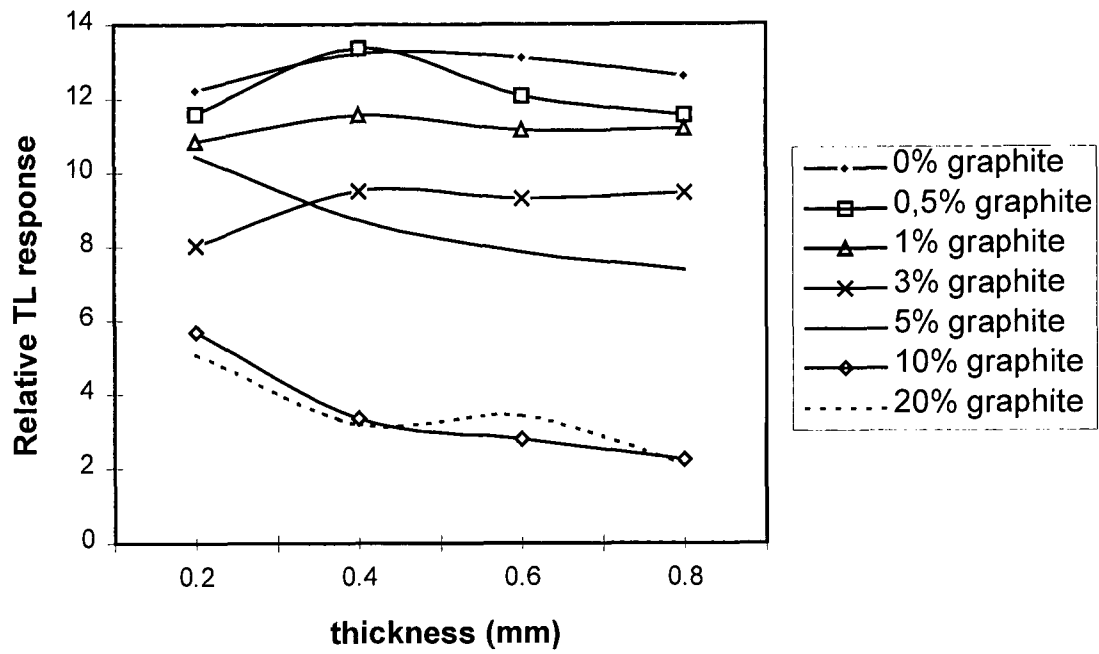 Relative TL response
14
12
10
8
6
4
2
0
0.2
0.4
0.6
0.8
thickness (mm)
0% graphite
0,5% graphite
1% graphite
3% graphite
5% graphite
10% graphite
20% graphite